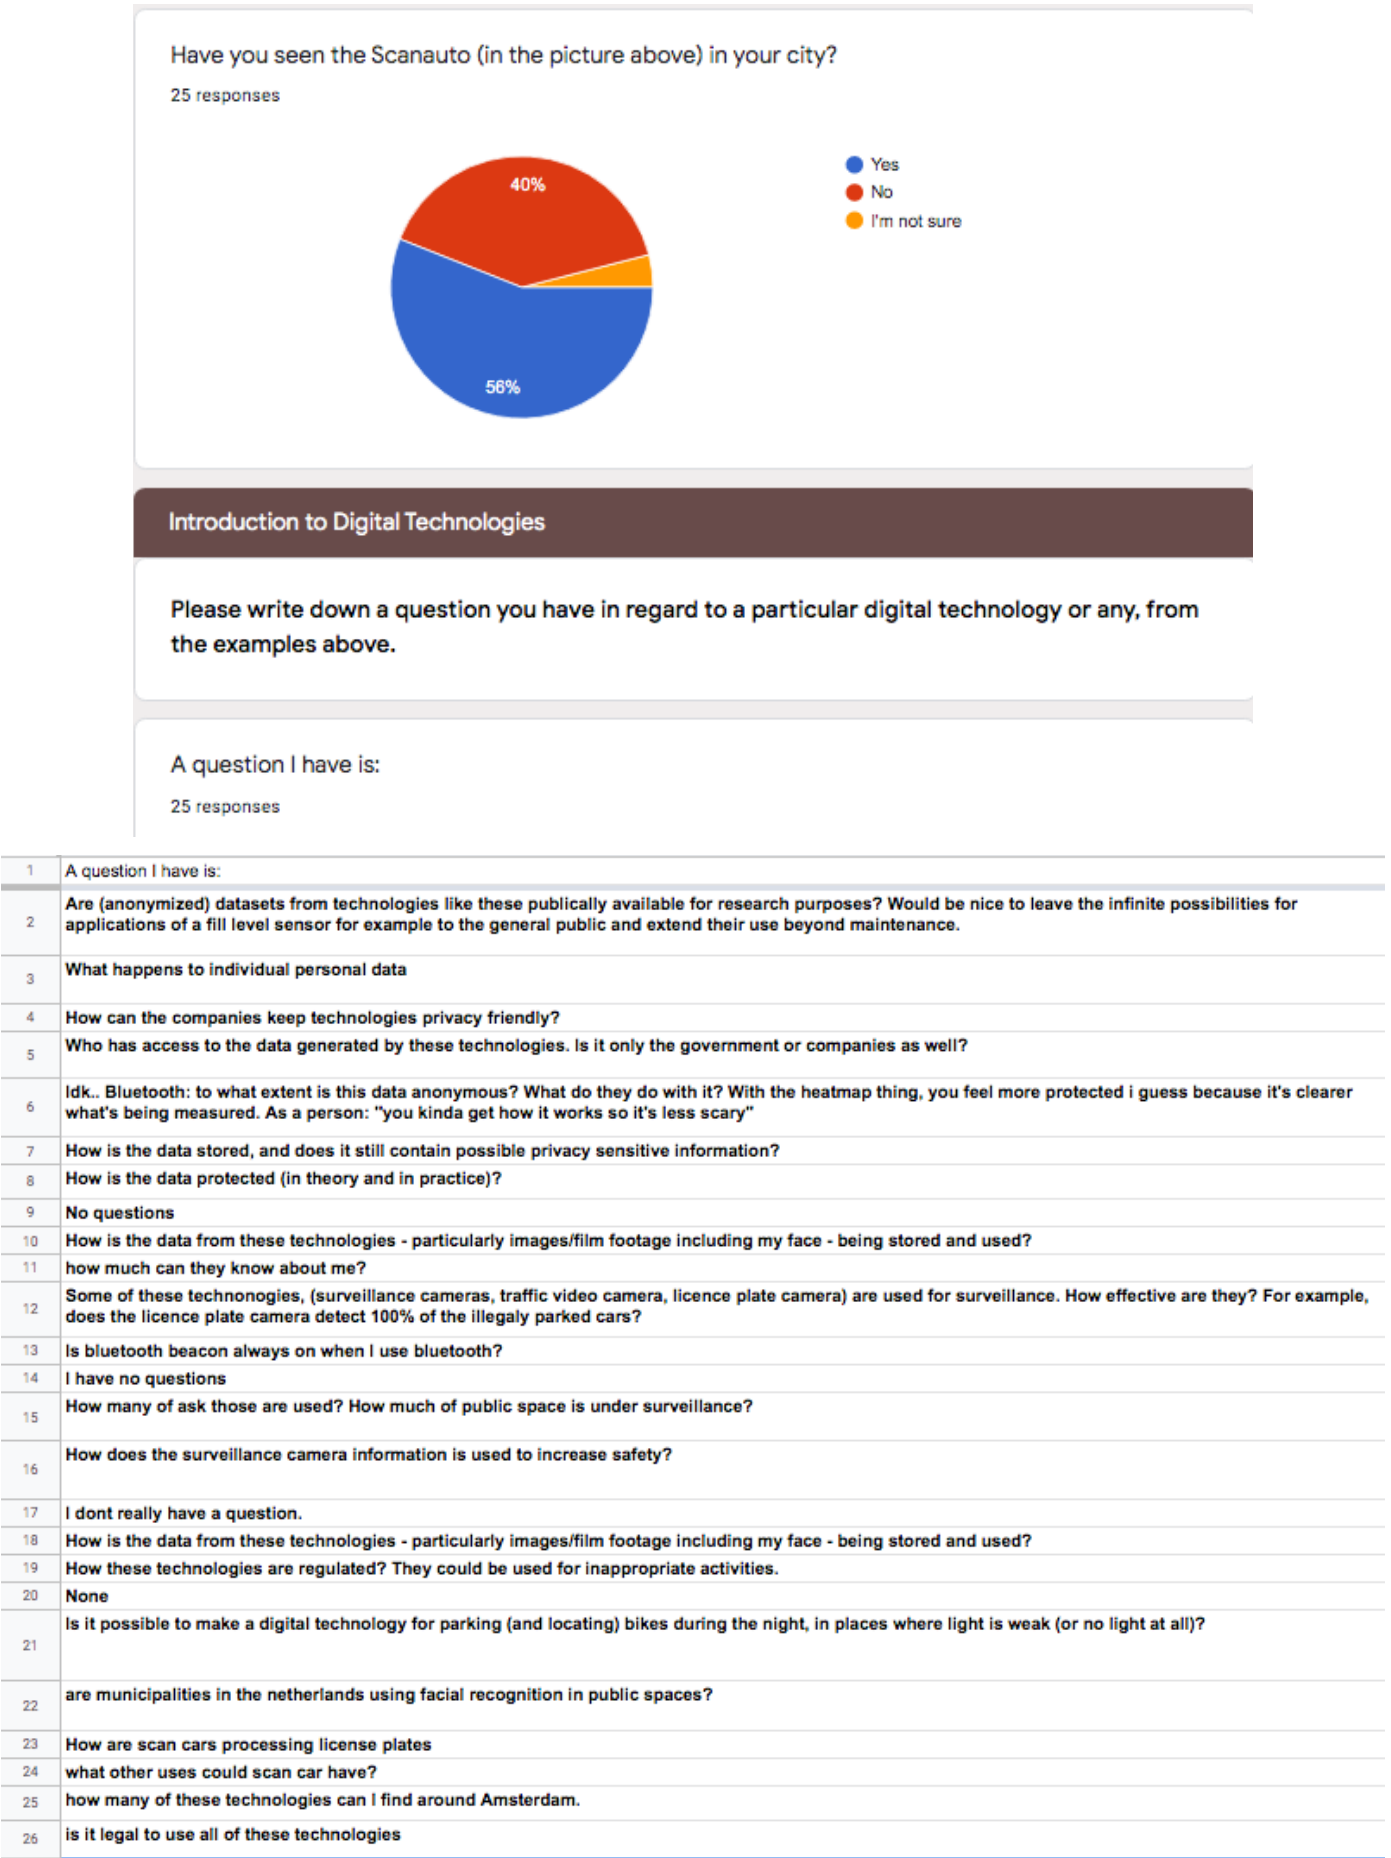 Have you seen the Scanauto (in the picture above) in your city?
25 responses
40%
56%
Yes
No
I'm not sure
Introduction to Digital Technologies
Please write down a question you have in regard to a particular digital technology or any, from
the examples above.
A question I have is:
25 responses
1 A question I have is:
2 Are (anonymized) datasets from technologies like these publically available for research purposes? Would be nice to leave the infinite possibilities for
applications of a fill level sensor for example to the general public and extend their use beyond maintenance.
3 What happens to individual personal data
4 How can the companies keep technologies privacy friendly?
5 Who has access to the data generated by these technologies. Is it only the government or companies as well?
6 Idk.. Bluetooth: to what extent is this data anonymous? What do they do with it? With the heatmap thing, you feel more protected i guess because it's clearer
what's being measured. As a person: "you kinda get how it works so it's less scary"
7 How is the data stored, and does it still contain possible privacy sensitive information?
8 How is the data protected (in theory and in practice)?
9 No questions
10 How is the data from these technologies - particularly images/film footage including my face - being stored and used?
11 how much can they know about me?
12 Some of these technonogies, (surveillance cameras, traffic video camera, licence plate camera) are used for surveillance. How effective are they? For example,
does the licence plate camera detect 100% of the illegaly parked cars?
13 Is bluetooth beacon always on when I use bluetooth?
14 I have no questions
15 How many of ask those are used? How much of public space is under surveillance?
16 How does the surveillance camera information is used to increase safety?
17 I dont really have a question.
18 How is the data from these technologies - particularly images/film footage including my face - being stored and used?
19 How these technologies are regulated? They could be used for inappropriate activities.
20 None
21 Is it possible to make a digital technology for parking (and locating) bikes during the night, in places where light is weak (or no light at all)?
22 are municipalities in the netherlands using facial recognition in public spaces?
23 How are scan cars processing license plates
24 what other uses could scan car have?
25 how many of these technologies can I find around Amsterdam.
26 is it legal to use all of these technologies